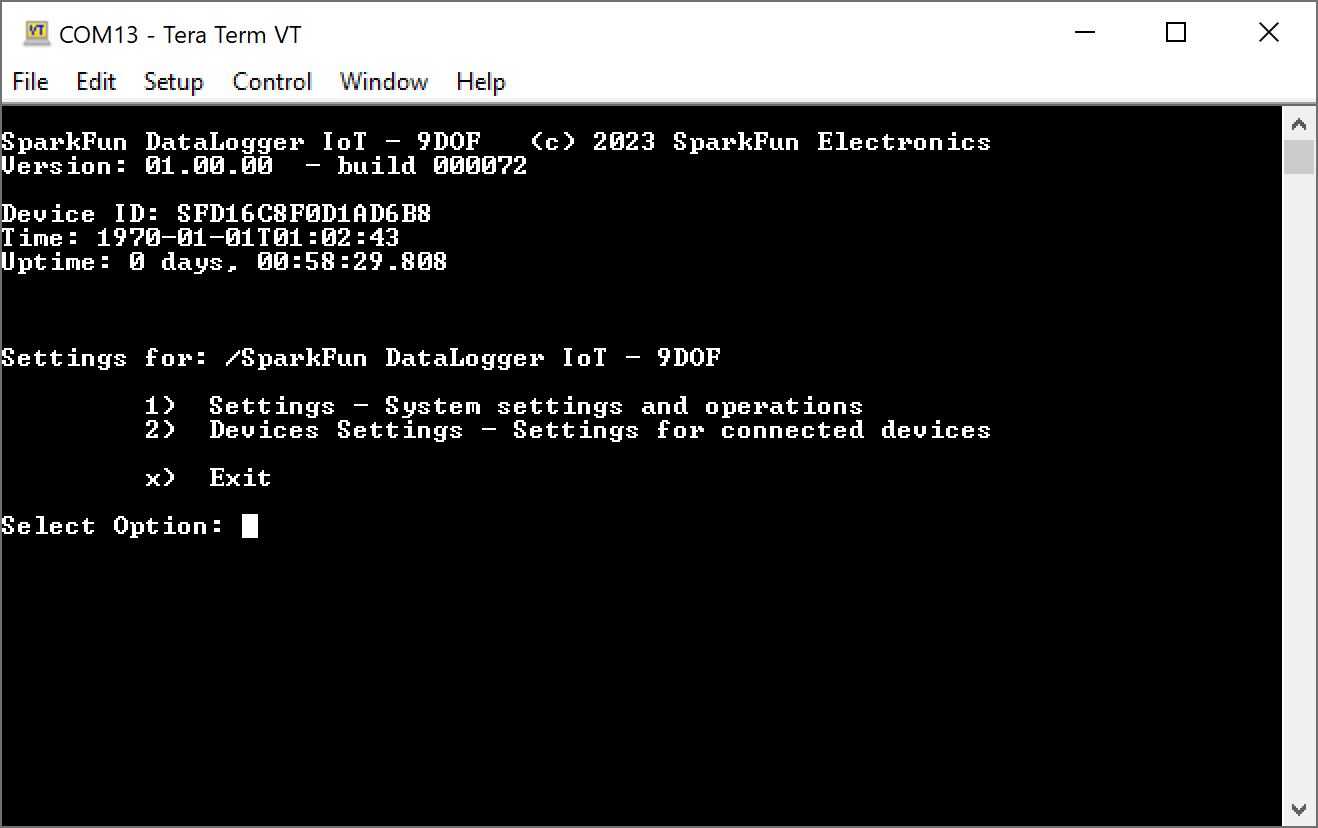 COM13 - Tera Term VT
File Edit Setup Control Window Help
SparkFun DataLogger IoT - 9DOF (c) 2023 SparkFun Electronics
Version: 01.00.00 - build 000072
Device ID: SFD16C8F0D1AD6B8
Time: 1970-01-01T01:02:43
Uptime: 0 days, 00:58:29.808
Settings for: /SparkFun DataLogger IoT - 9DOF
1) Settings - System settings and operations
2) Devices Settings - Settings for connected devices
x) Exit
Select Option: